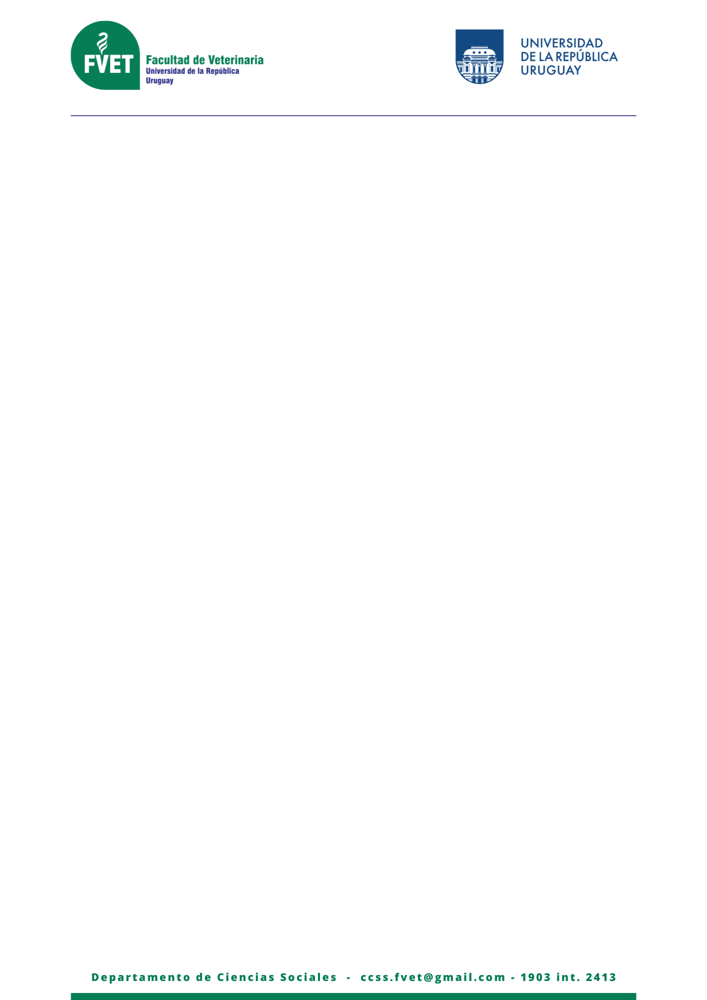 FVET
Facultad de Veterinaria
Universidad de la República
Uruguay
UNIVERSIDAD
DE LA REPÚBLICA
URUGUAY
Departamento de Ciencias Sociales - ccss.fvet@gmail.com - 1903 int. 2413